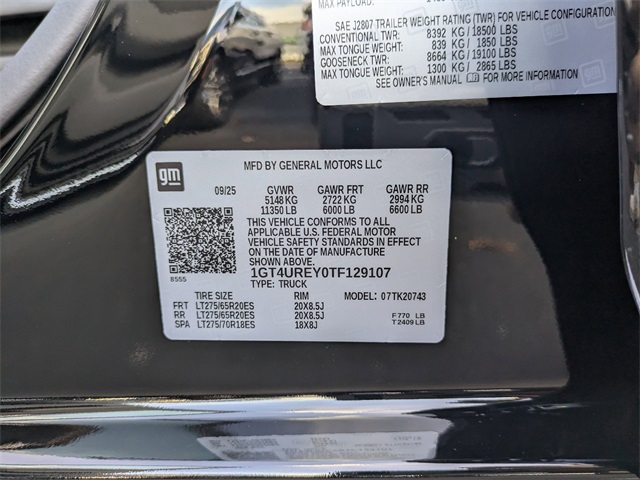 SAE J2807 TRAILER WEIGHT RATING (TWR) FOR VEHICLE CONFIGURATION
CONVENTIONAL TWR: 8392 KG / 18500 LBS
MAX TONGUE WEIGHT: 839 KG / 1850 LBS
GOOSENECK TWR: 8664 KG / 19100 LBS
MAX TONGUE WEIGHT: 1300 KG / 2865 LBS
SEE OWNER'S MANUAL FOR MORE INFORMATION
gm
MFD BY GENERAL MOTORS LLC
09/25 GVWR GAWR FRT GAWR RR
5148 KG 2722 KG 2994 KG
11350 LB 6000 LB 6600 LB
THIS VEHICLE CONFORMS TO ALL
APPLICABLE U.S. FEDERAL MOTOR
VEHICLE SAFETY STANDARDS IN EFFECT
ON THE DATE OF MANUFACTURE
SHOWN ABOVE.
1GT4UREY0TF129107
TYPE: TRUCK
TIRE SIZE RIM MODEL: 07TK20743
FRT LT275/65R20ES 20X8.5J F 770 LB
RR LT275/65R20ES 20X8.5J T 2409 LB
SPA LT275/70R18ES 18X8J